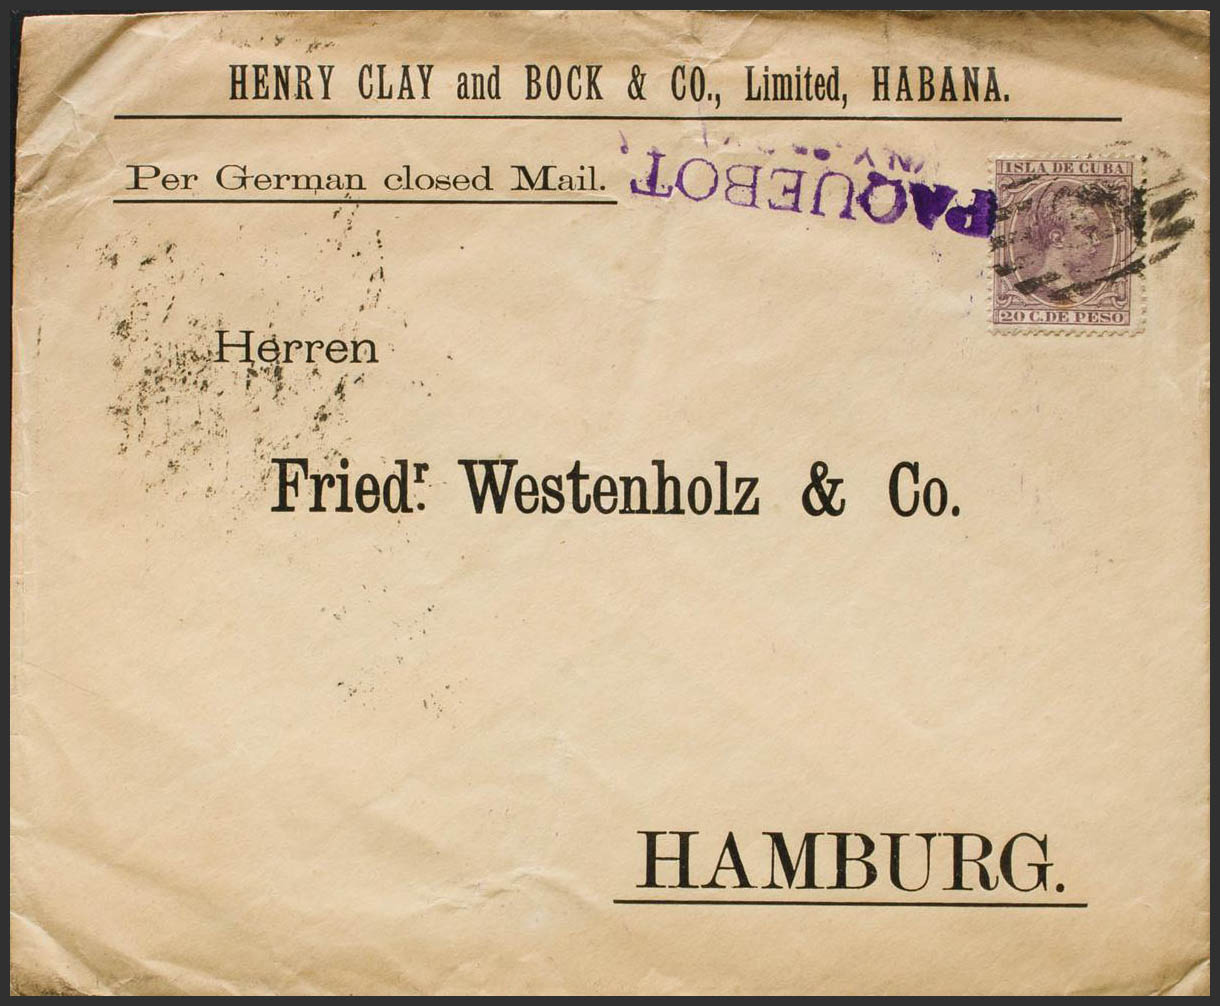 HENRY CLAY and BOCK & CO., Limited, HABANA.
Per German closed Mail.
PAQUEBOT
ISLA DE CUBA
20 C. DE PESO
Herren
Friedr. Westenholz & Co.
HAMBURG.